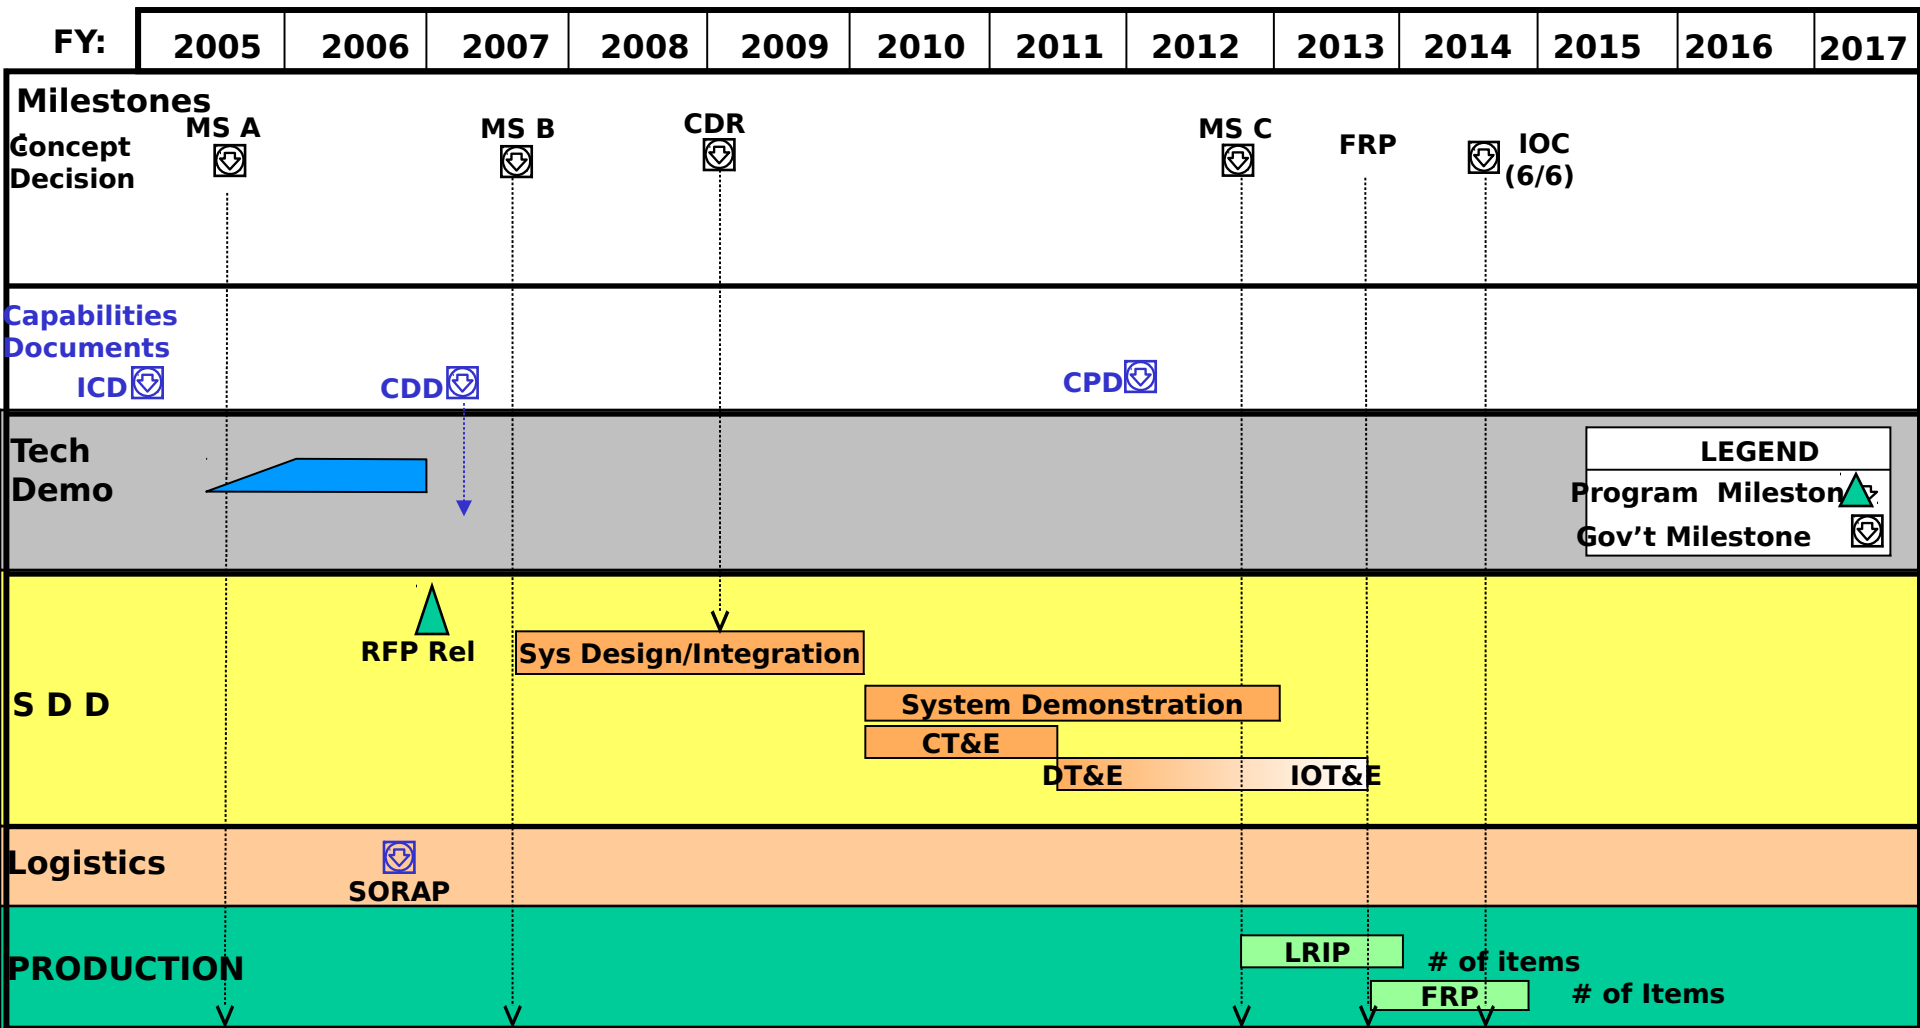 FY: 2005 2006 2007 2008 2009 2010 2011 2012 2013 2014 2015 2016 2017
Milestones
:
Concept
Decision
MS A
MS B
CDR
MS C
FRP
IOC
(6/6)
Capabilities
Documents
ICD
CDD
CPD
Tech
Demo
LEGEND
Program Mileston
Gov’t Milestone
RFP Rel
Sys Design/Integration
S D D
System Demonstration
CT&E
DT&E
IOT&E
Logistics
SORAP
PRODUCTION
LRIP
# of items
FRP
# of Items